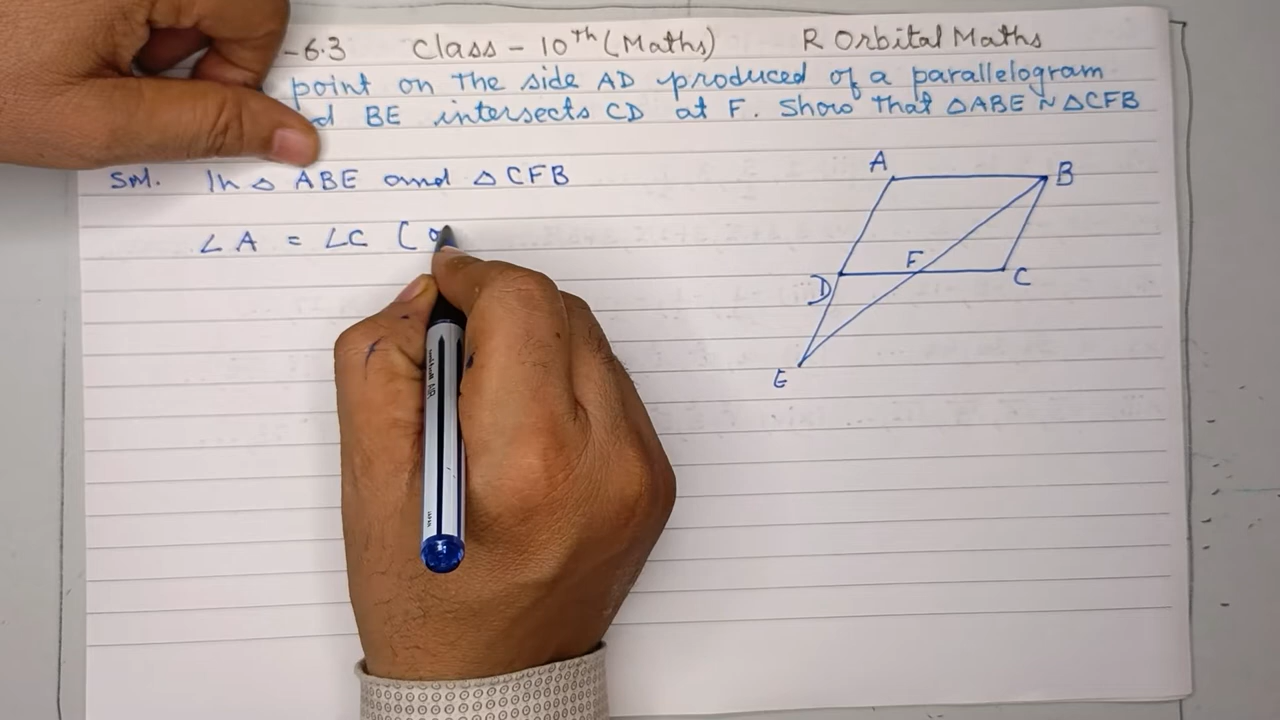 -6.3 Class - 10th (Maths) R Orbital Maths
point on the side AD produced of a parallelogram
BE intersects CD at F. Show that △ABE ~ △CFB
Sol. In △ ABE and △ CFB
∠A = ∠C (
A
B
F
D
C
E